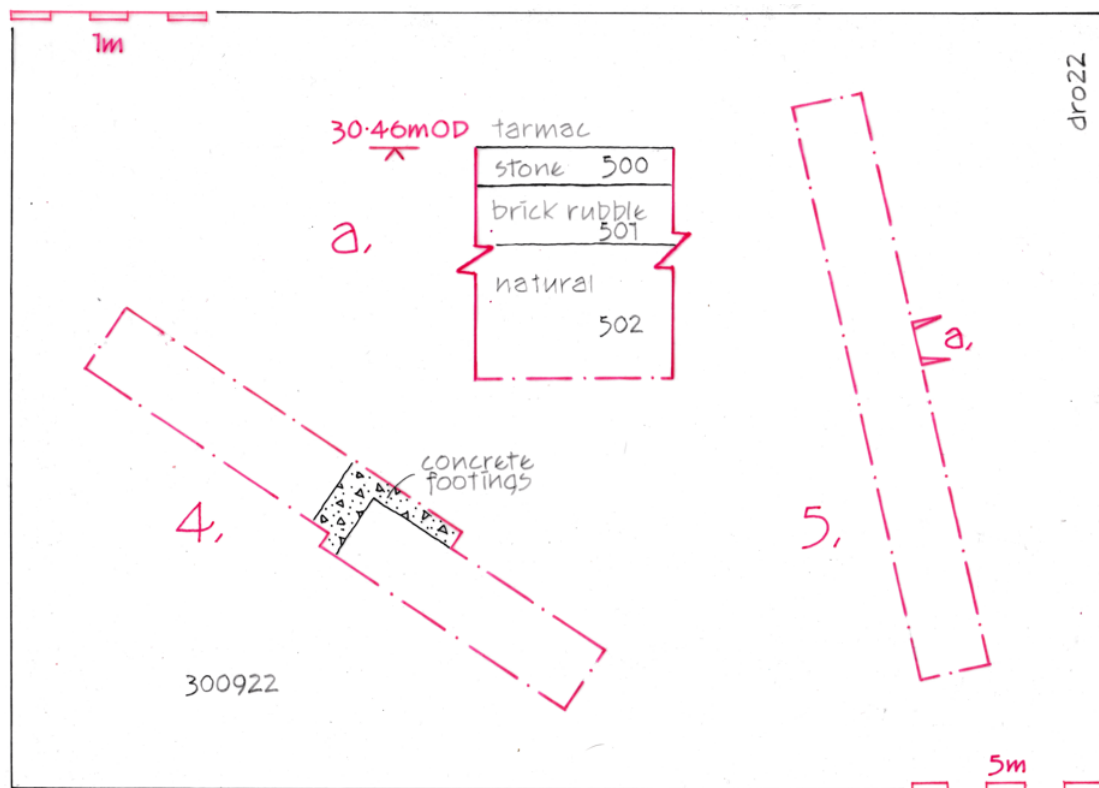 1m
dro22
30·46mOD
tarmac
stone 500
brick rubble
501
a,
natural
502
a,
concrete
footings
4,
5,
300922
5m